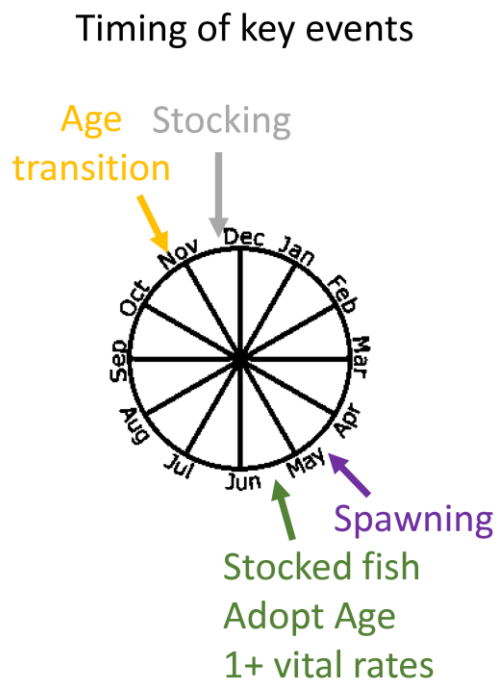 Timing of key events
Age
transition
Stocking
Dec
Jan
Feb
Mar
Apr
May
Jun
Jul
Aug
Sep
Oct
Nov
Spawning
Stocked fish
Adopt Age
1+ vital rates